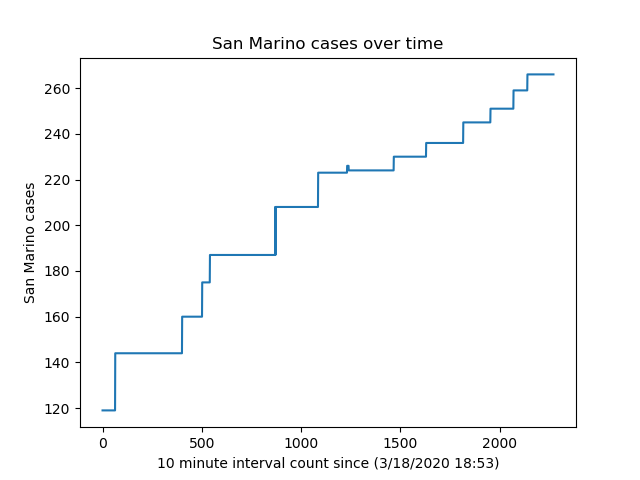 San Marino cases over time
260
240
220
200
180
160
140
120
San Marino cases
0 500 1000 1500 2000
10 minute interval count since (3/18/2020 18:53)